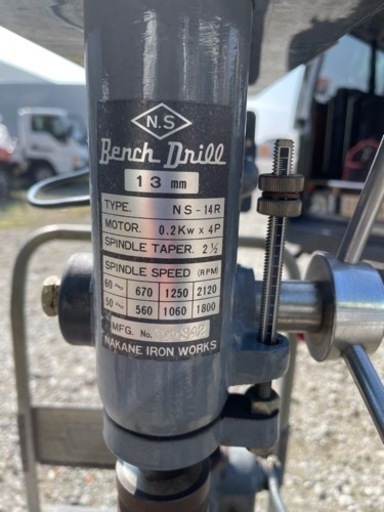 N.S
Bench Drill
13 mm
TYPE. NS-14R
MOTOR. 0.2Kw x 4P
SPINDLE TAPER. 2½
SPINDLE SPEED (RPM)
60~ 670 1250 2120
50~ 560 1060 1800
MFG. No.
NAKANE IRON WORKS